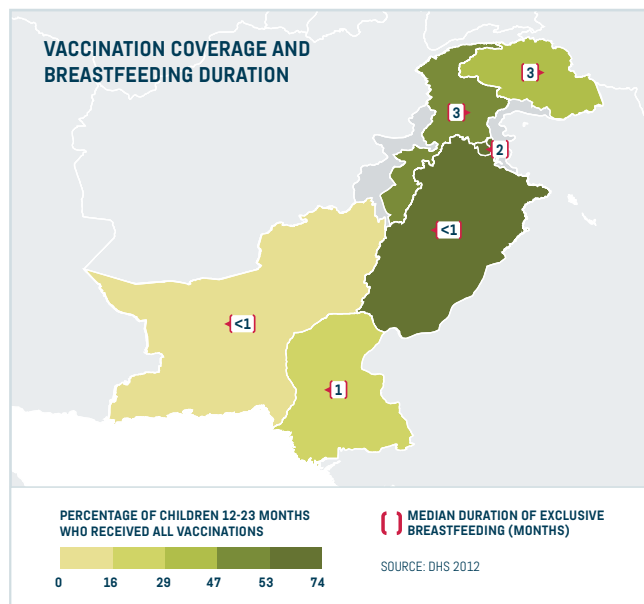 VACCINATION COVERAGE AND
BREASTFEEDING DURATION
3
3
2
<1
<1
1
PERCENTAGE OF CHILDREN 12-23 MONTHS
WHO RECEIVED ALL VACCINATIONS
0 16 29 47 53 74
MEDIAN DURATION OF EXCLUSIVE
BREASTFEEDING (MONTHS)
SOURCE: DHS 2012